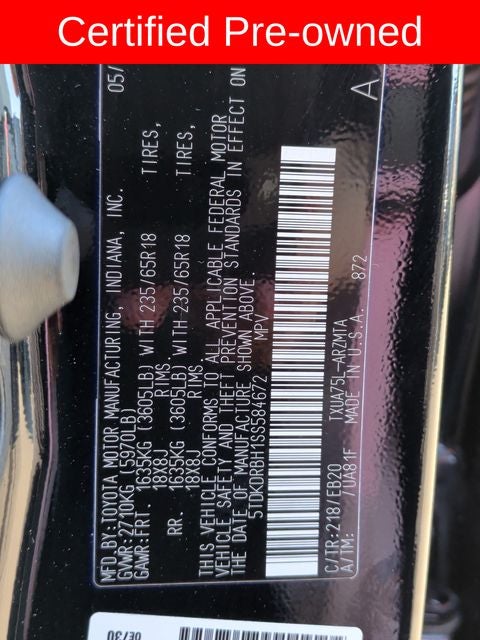 Certified Pre-owned
MFD.BY:TOYOTA MOTOR MANUFACTURING, INDIANA, INC. 05/
GVWR:2710KG (5970LB)
GAWR:FRT. 1635KG (3605LB) WITH 235/65R18 TIRES,
18X8J RIMS
RR. 1635KG (3605LB) WITH 235/65R18 TIRES,
18X8J RIMS
THIS VEHICLE CONFORMS TO ALL APPLICABLE FEDERAL MOTOR
VEHICLE SAFETY AND THEFT PREVENTION STANDARDS IN EFFECT ON
THE DATE OF MANUFACTURE SHOWN ABOVE.
5TDKDRBH1SS584672 MPV
A
C/TR:218/EB20 TXUA75L-ARZMTA
A/TM: /UA81F MADE IN U.S.A. 872